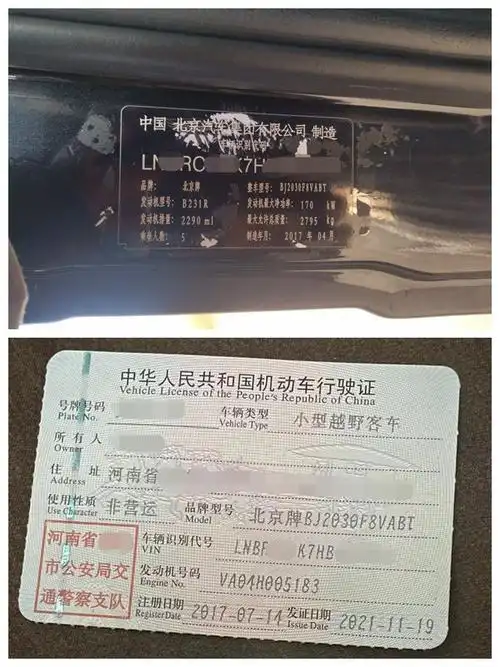 中国 北京汽车集团有限公司 制造
LN RC K7H
品牌: 北京牌 整车型号: BJ2030F8VABT
发动机型号: B231R 发动机最大净功率: 170 kW
发动机排量: 2290 ml 最大允许总质量: 2795 kg
乘坐人数: 5 制造年月: 2017 年 04 月
中华人民共和国机动车行驶证
Vehicle License of the People's Republic of China
号牌号码 车辆类型 小型越野客车
Plate No. Vehicle Type
所有人
Owner
住址 河南省
Address
使用性质 非营运 品牌型号 北京牌BJ2030F8VABT
Use Character Model
河南省
市公安局交
通警察支队
车辆识别代号 LNBF K7HB
VIN
发动机号码 VA04H005183
Engine No.
注册日期 2017-07-14 发证日期 2021-11-19
Register Date Issue Date